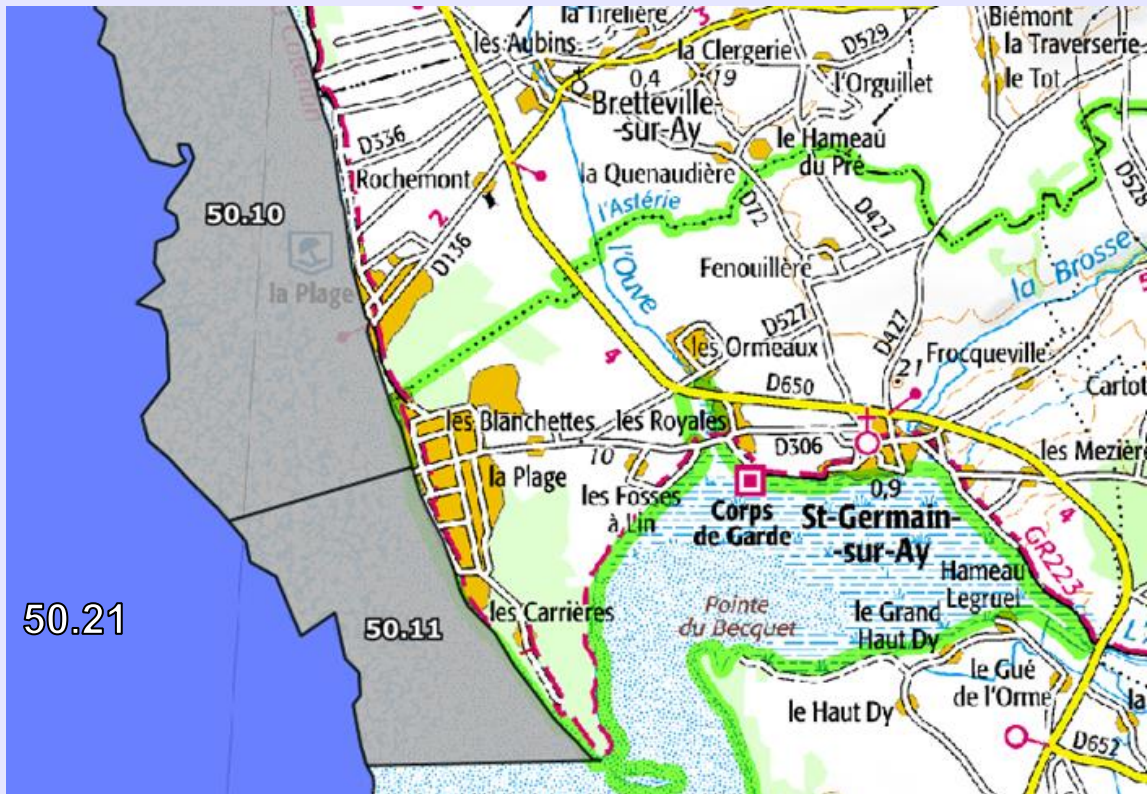 la Tirelière
3
Biémont
les Aubins
la Clergerie
D529
la Traverserie
0,4
19
l'Orguillet
le Tot
Bretteville-
-sur-Ay
D336
le Hameau
du Pré
Rochemont
la Quenaudière
D528
50.10
2
l'Astérie
D72
D427
D136
l'Ouve
Fenouillère
la Brosse
la Plage
D527
D427
4
les Ormeaux
21
Frocqueville
D650
les Blanchettes
les Royales
D306
les Mezière
10
la Plage
les Fosses
à Lin
0,9
Corps
de Garde
St-Germain-
-sur-Ay
4
GR223
Hameau
Legruel
50.21
50.11
les Carrières
Pointe
du Becquet
le Grand
Haut Dy
le Gué
de l'Orme
la
le Haut Dy
D652